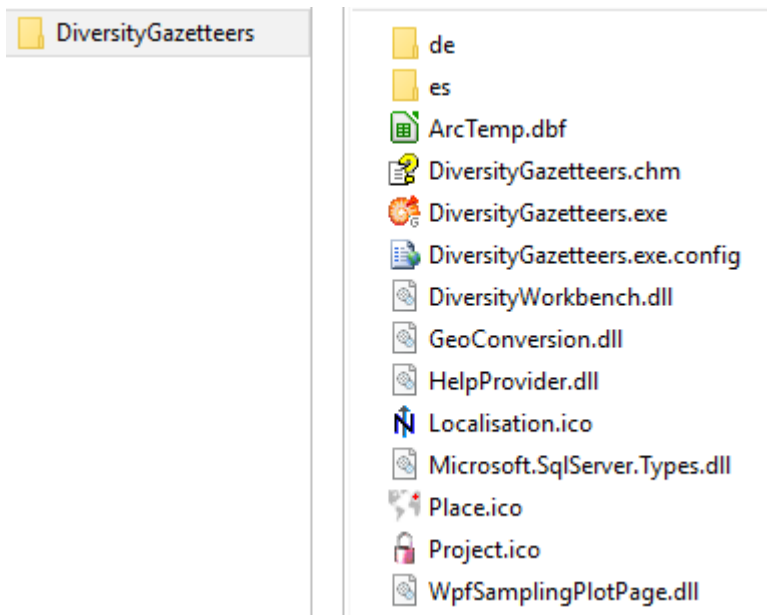 DiversityGazetteers
de
es
ArcTemp.dbf
DiversityGazetteers.chm
DiversityGazetteers.exe
DiversityGazetteers.exe.config
DiversityWorkbench.dll
GeoConversion.dll
HelpProvider.dll
Localisation.ico
Microsoft.SqlServer.Types.dll
Place.ico
Project.ico
WpfSamplingPlotPage.dll